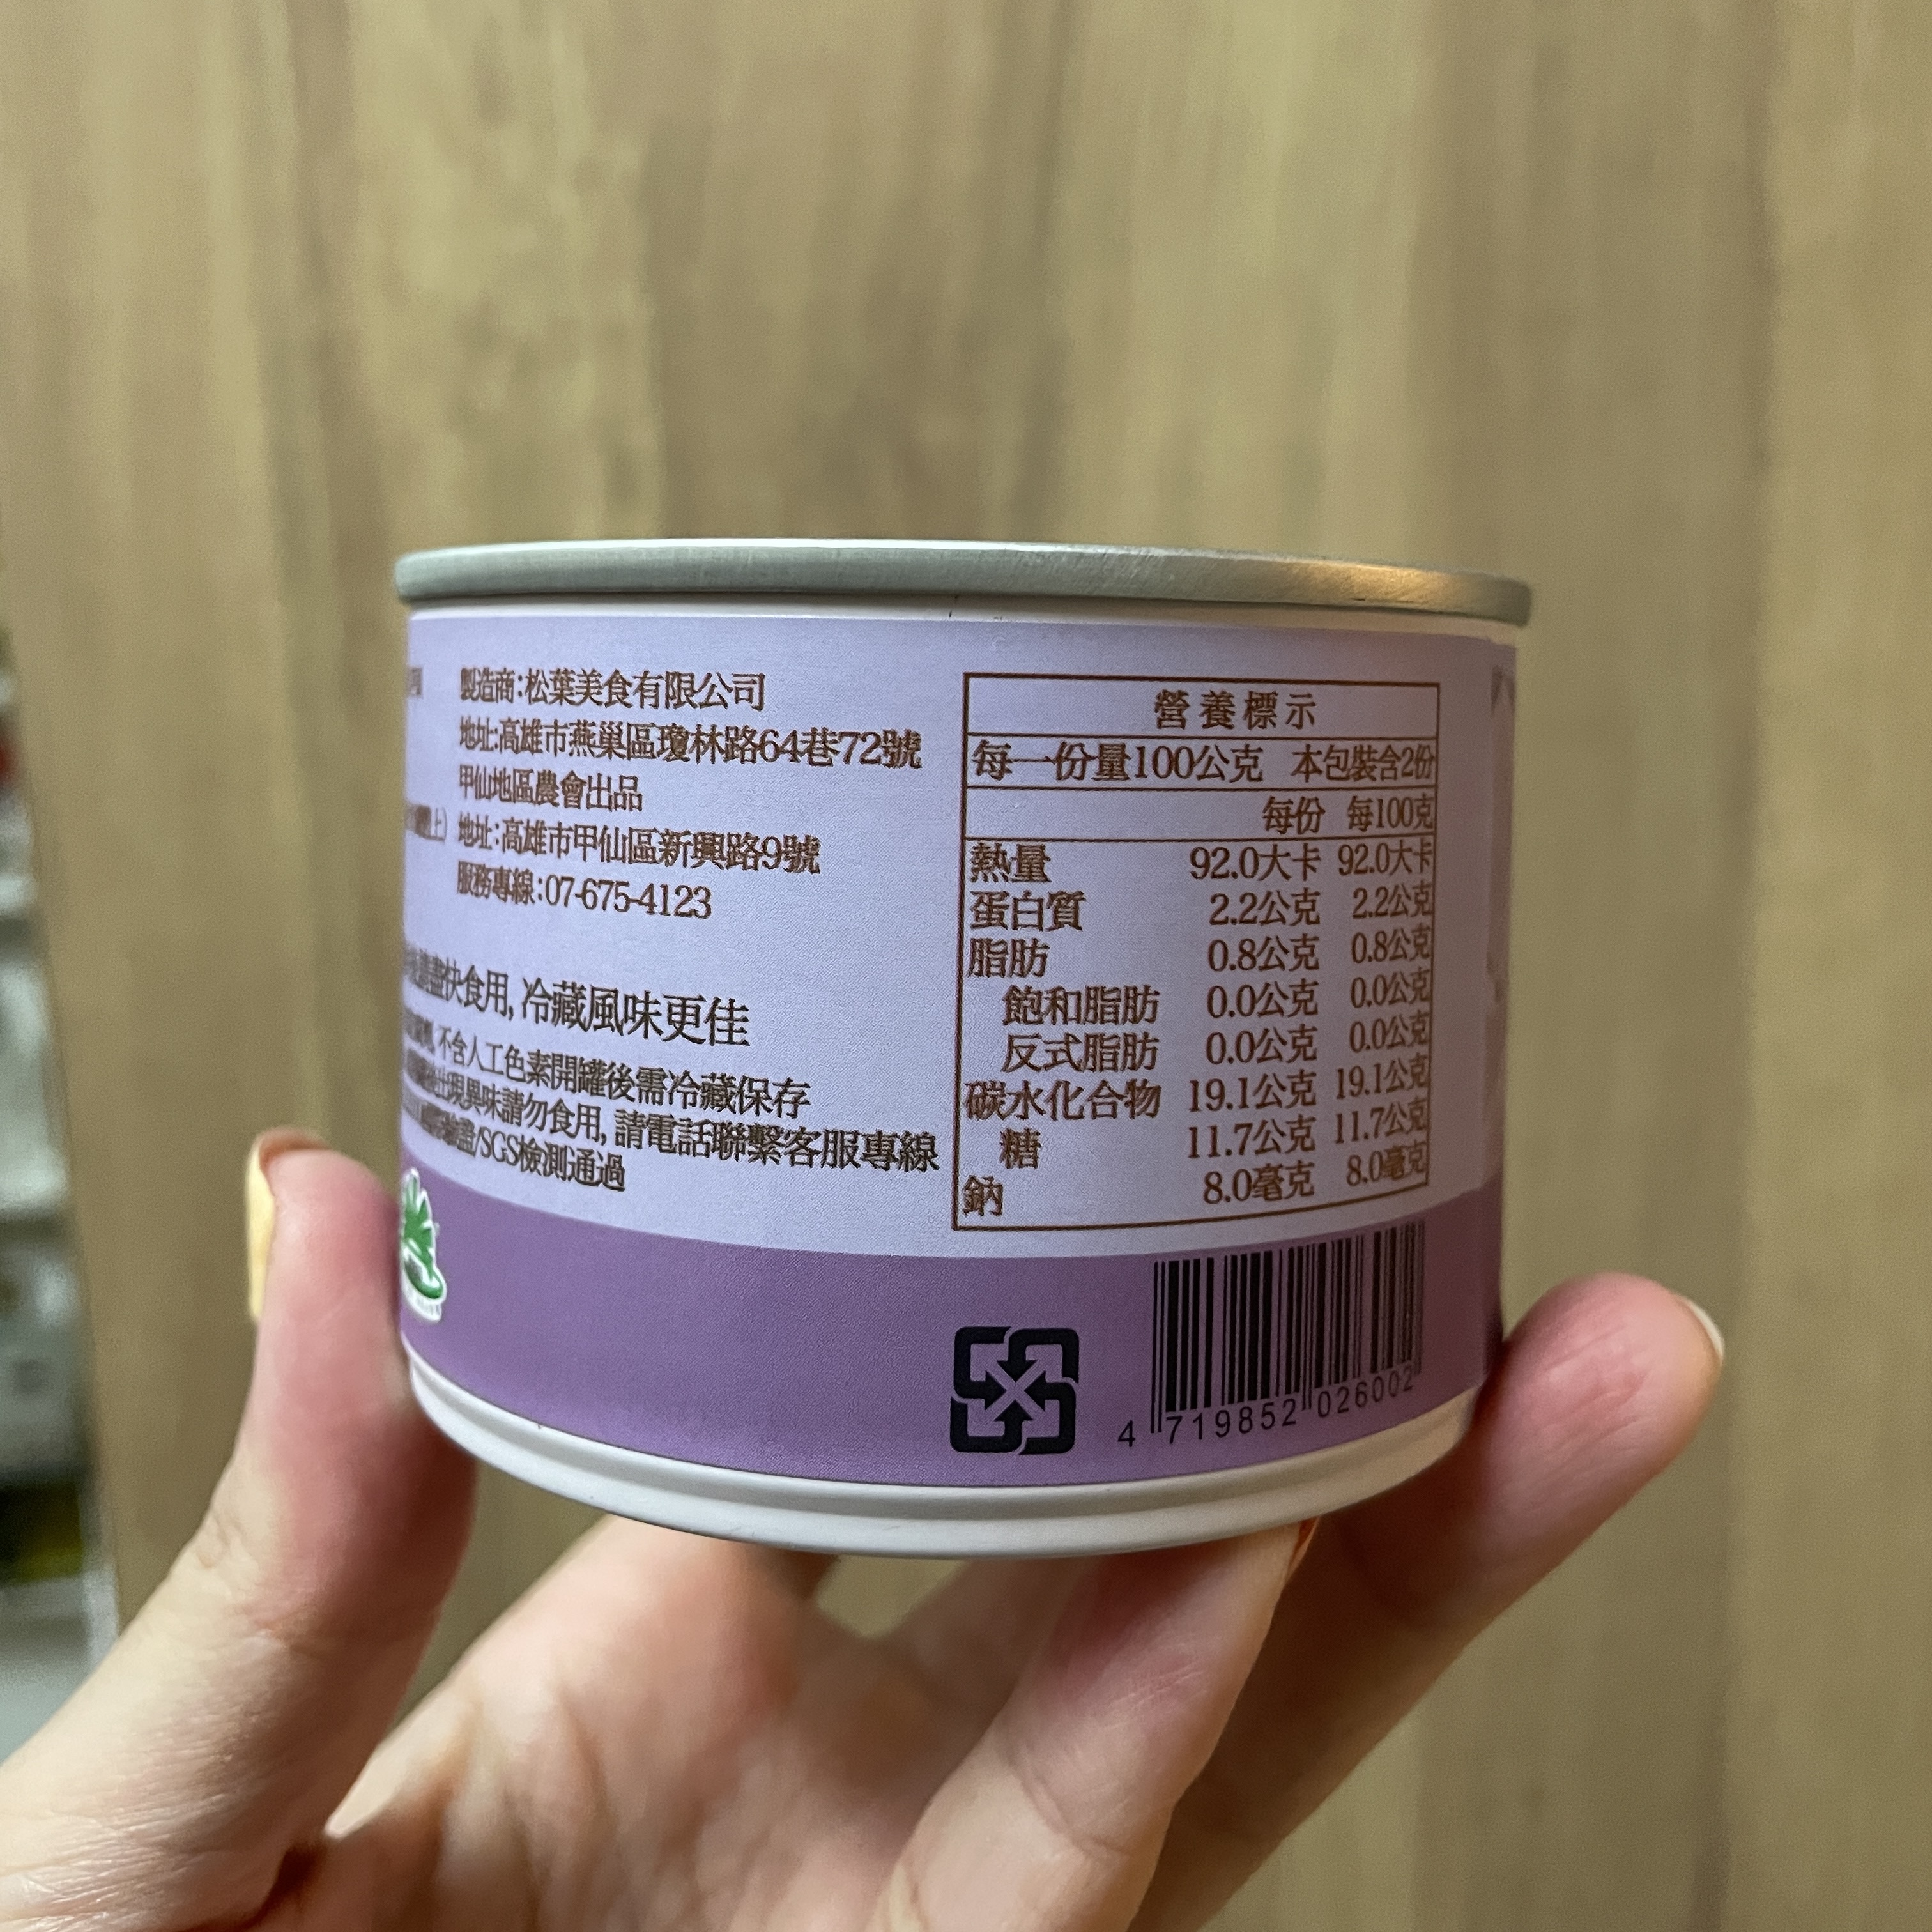 製造商:松葉美食有限公司
地址:高雄市燕巢區瓊林路64巷72號
甲仙地區農會出品
地址:高雄市甲仙區新興路9號
服務專線:07-675-4123
盡快食用,冷藏風味更佳
不含人工色素開罐後需冷藏保存
出現異味請勿食用,請電話聯繫客服專線
/SGS檢測通過
營養標示
每一份量100公克 本包裝含2份
每份 每100克
熱量 92.0大卡 92.0大卡
蛋白質 2.2公克 2.2公克
脂肪 0.8公克 0.8公克
飽和脂肪 0.0公克 0.0公克
反式脂肪 0.0公克 0.0公克
碳水化合物 19.1公克 19.1公克
糖 11.7公克 11.7公克
鈉 8.0毫克 8.0毫克
4 719852 026002